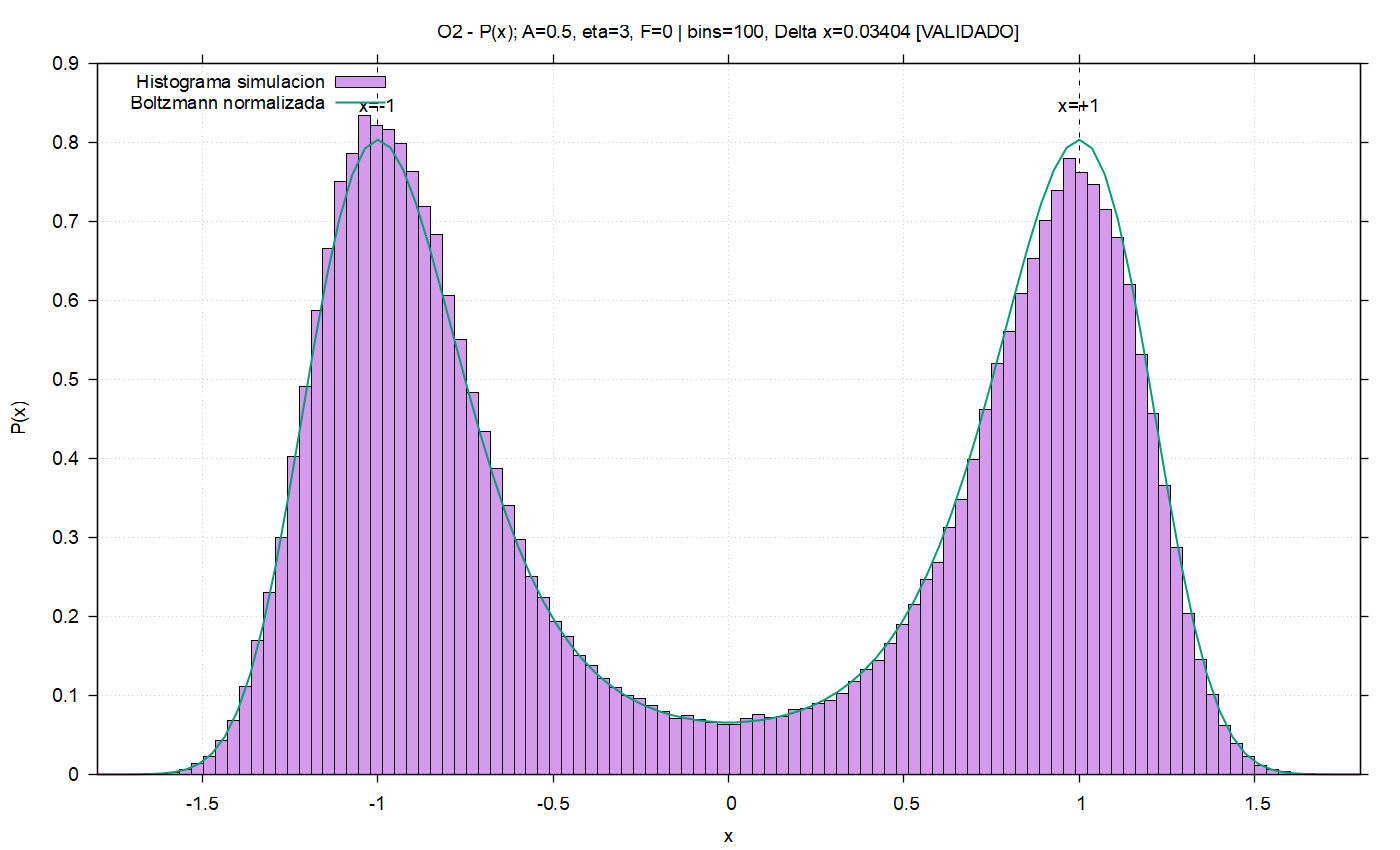 O2 - P(x); A=0.5, eta=3, F=0 | bins=100, Delta x=0.03404 [VALIDADO]
Histograma simulacion
Boltzmann normalizada
x=-1
x=+1
0.9
0.8
0.7
0.6
0.5
0.4
0.3
0.2
0.1
0
P(x)
-1.5 -1 -0.5 0 0.5 1 1.5
x